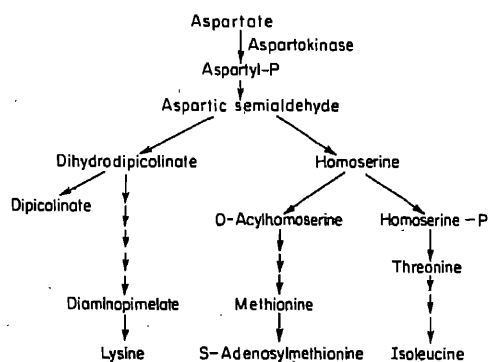 Aspartate
Aspartokinase
Aspartyl-P
Aspartic semialdehyde
Dihydrodipicolinate Homoserine
Dipicolinate O-Acylhomoserine Homoserine-P
Threonine
Diaminopimelate Methionine
Lysine S-Adenosylmethionine Isoleucine